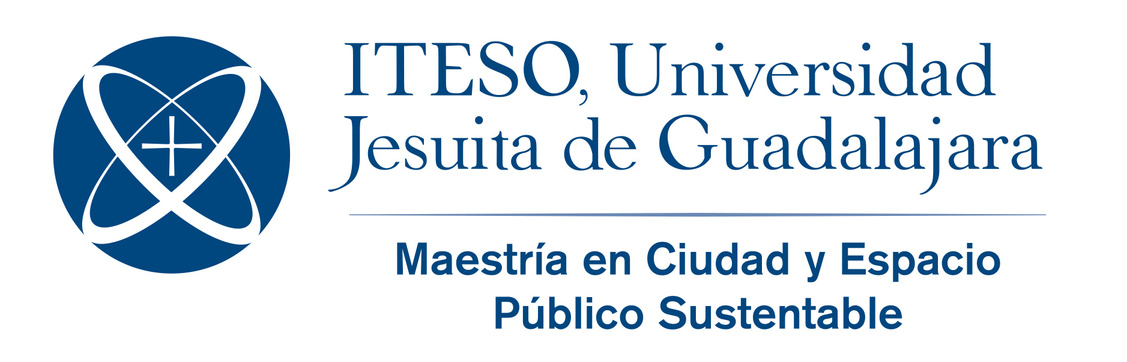 ITESO, Universidad
Jesuita de Guadalajara
Maestría en Ciudad y Espacio
Público Sustentable